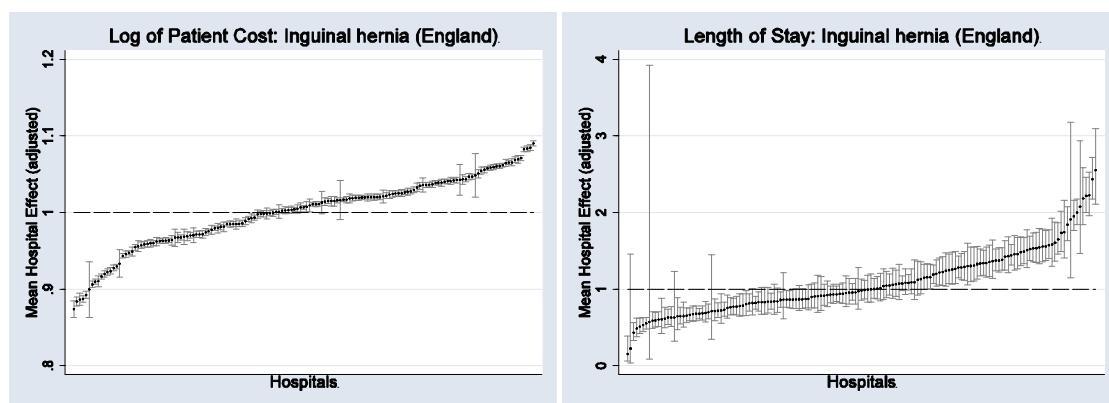 Log of Patient Cost: Inguinal hernia (England).
Mean Hospital Effect (adjusted)
1.2
1.1
1
.9
.8
Hospitals.
Length of Stay: Inguinal hernia (England).
Mean Hospital Effect (adjusted)
4
3
2
1
0
Hospitals.